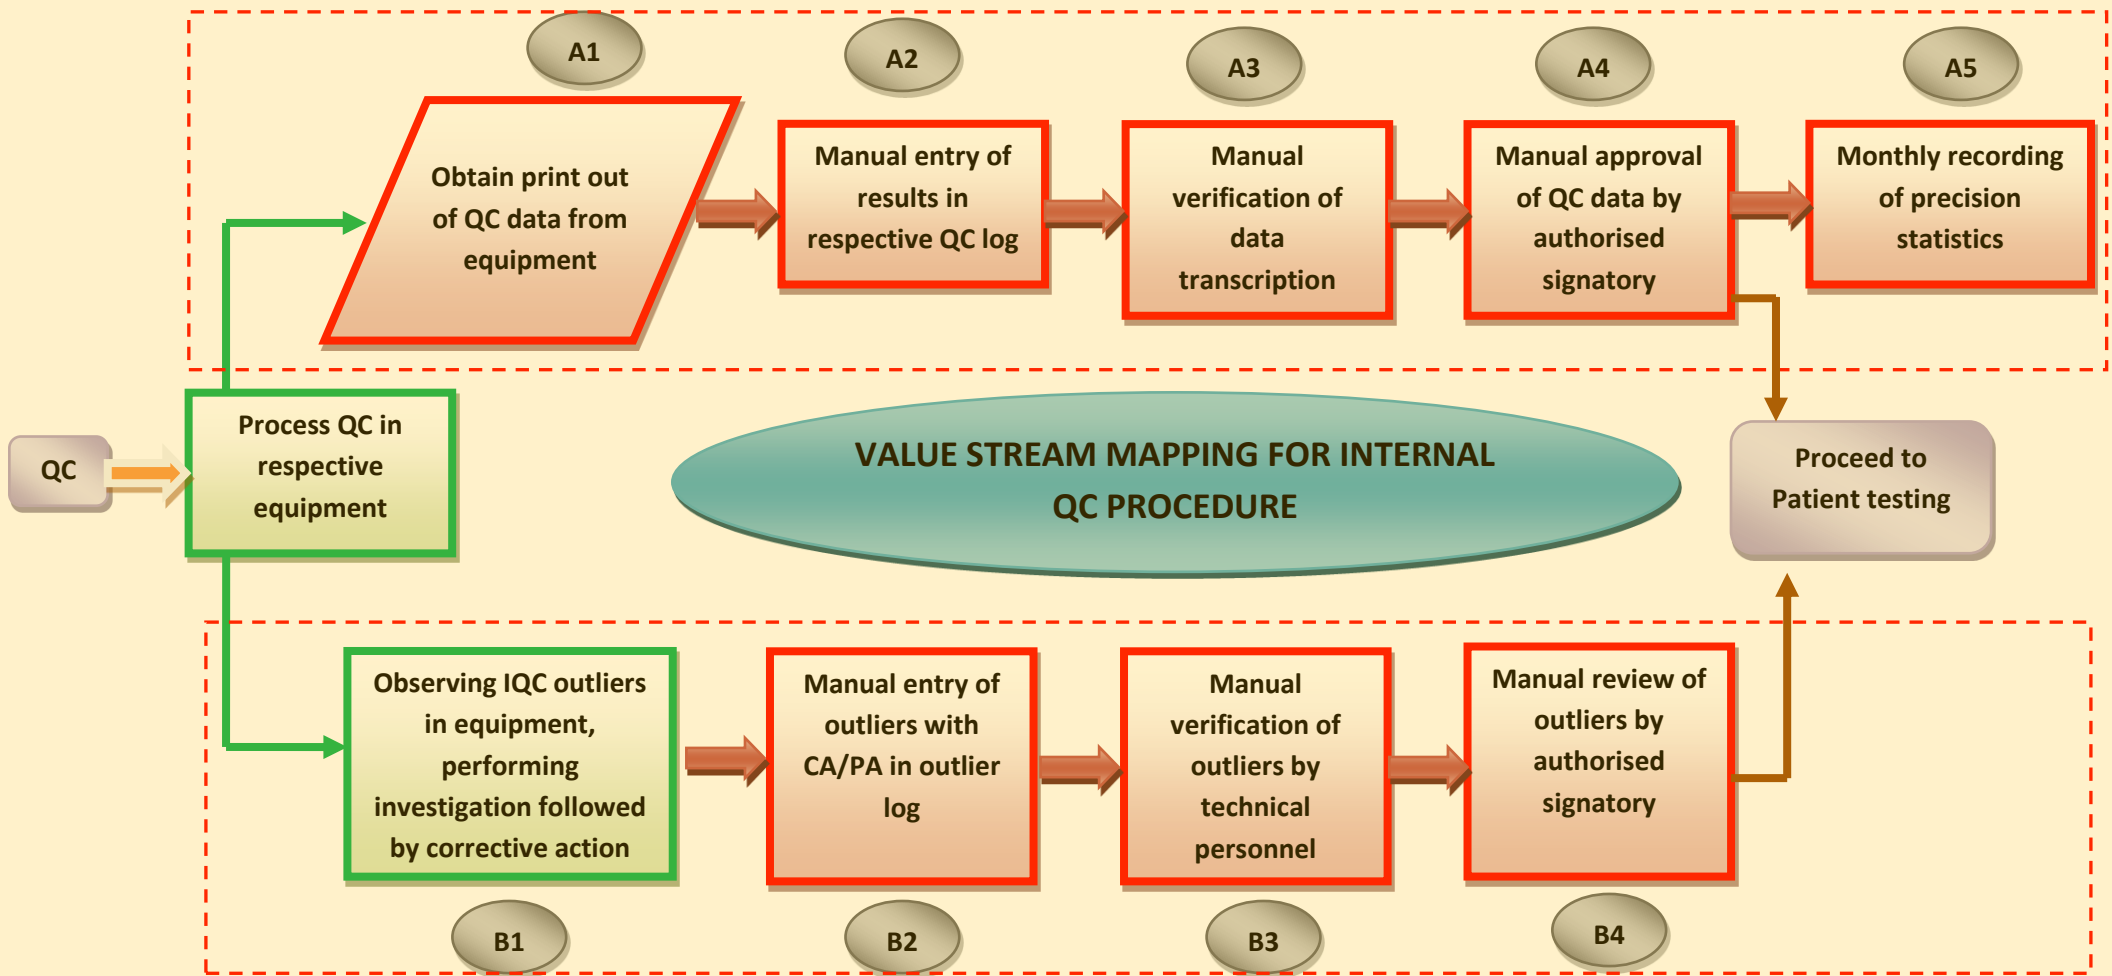 A1
A2
A3
A4
A5
Obtain print out
of QC data from
equipment
Manual entry of
results in
respective QC log
Manual
verification of
data
transcription
Manual approval
of QC data by
authorised
signatory
Monthly recording
of precision
statistics
QC
Process QC in
respective
equipment
VALUE STREAM MAPPING FOR INTERNAL
QC PROCEDURE
Proceed to
Patient testing
Observing IQC outliers
in equipment,
performing
investigation followed
by corrective action
Manual entry of
outliers with
CA/PA in outlier
log
Manual
verification of
outliers by
technical
personnel
Manual review of
outliers by
authorised
signatory
B1
B2
B3
B4